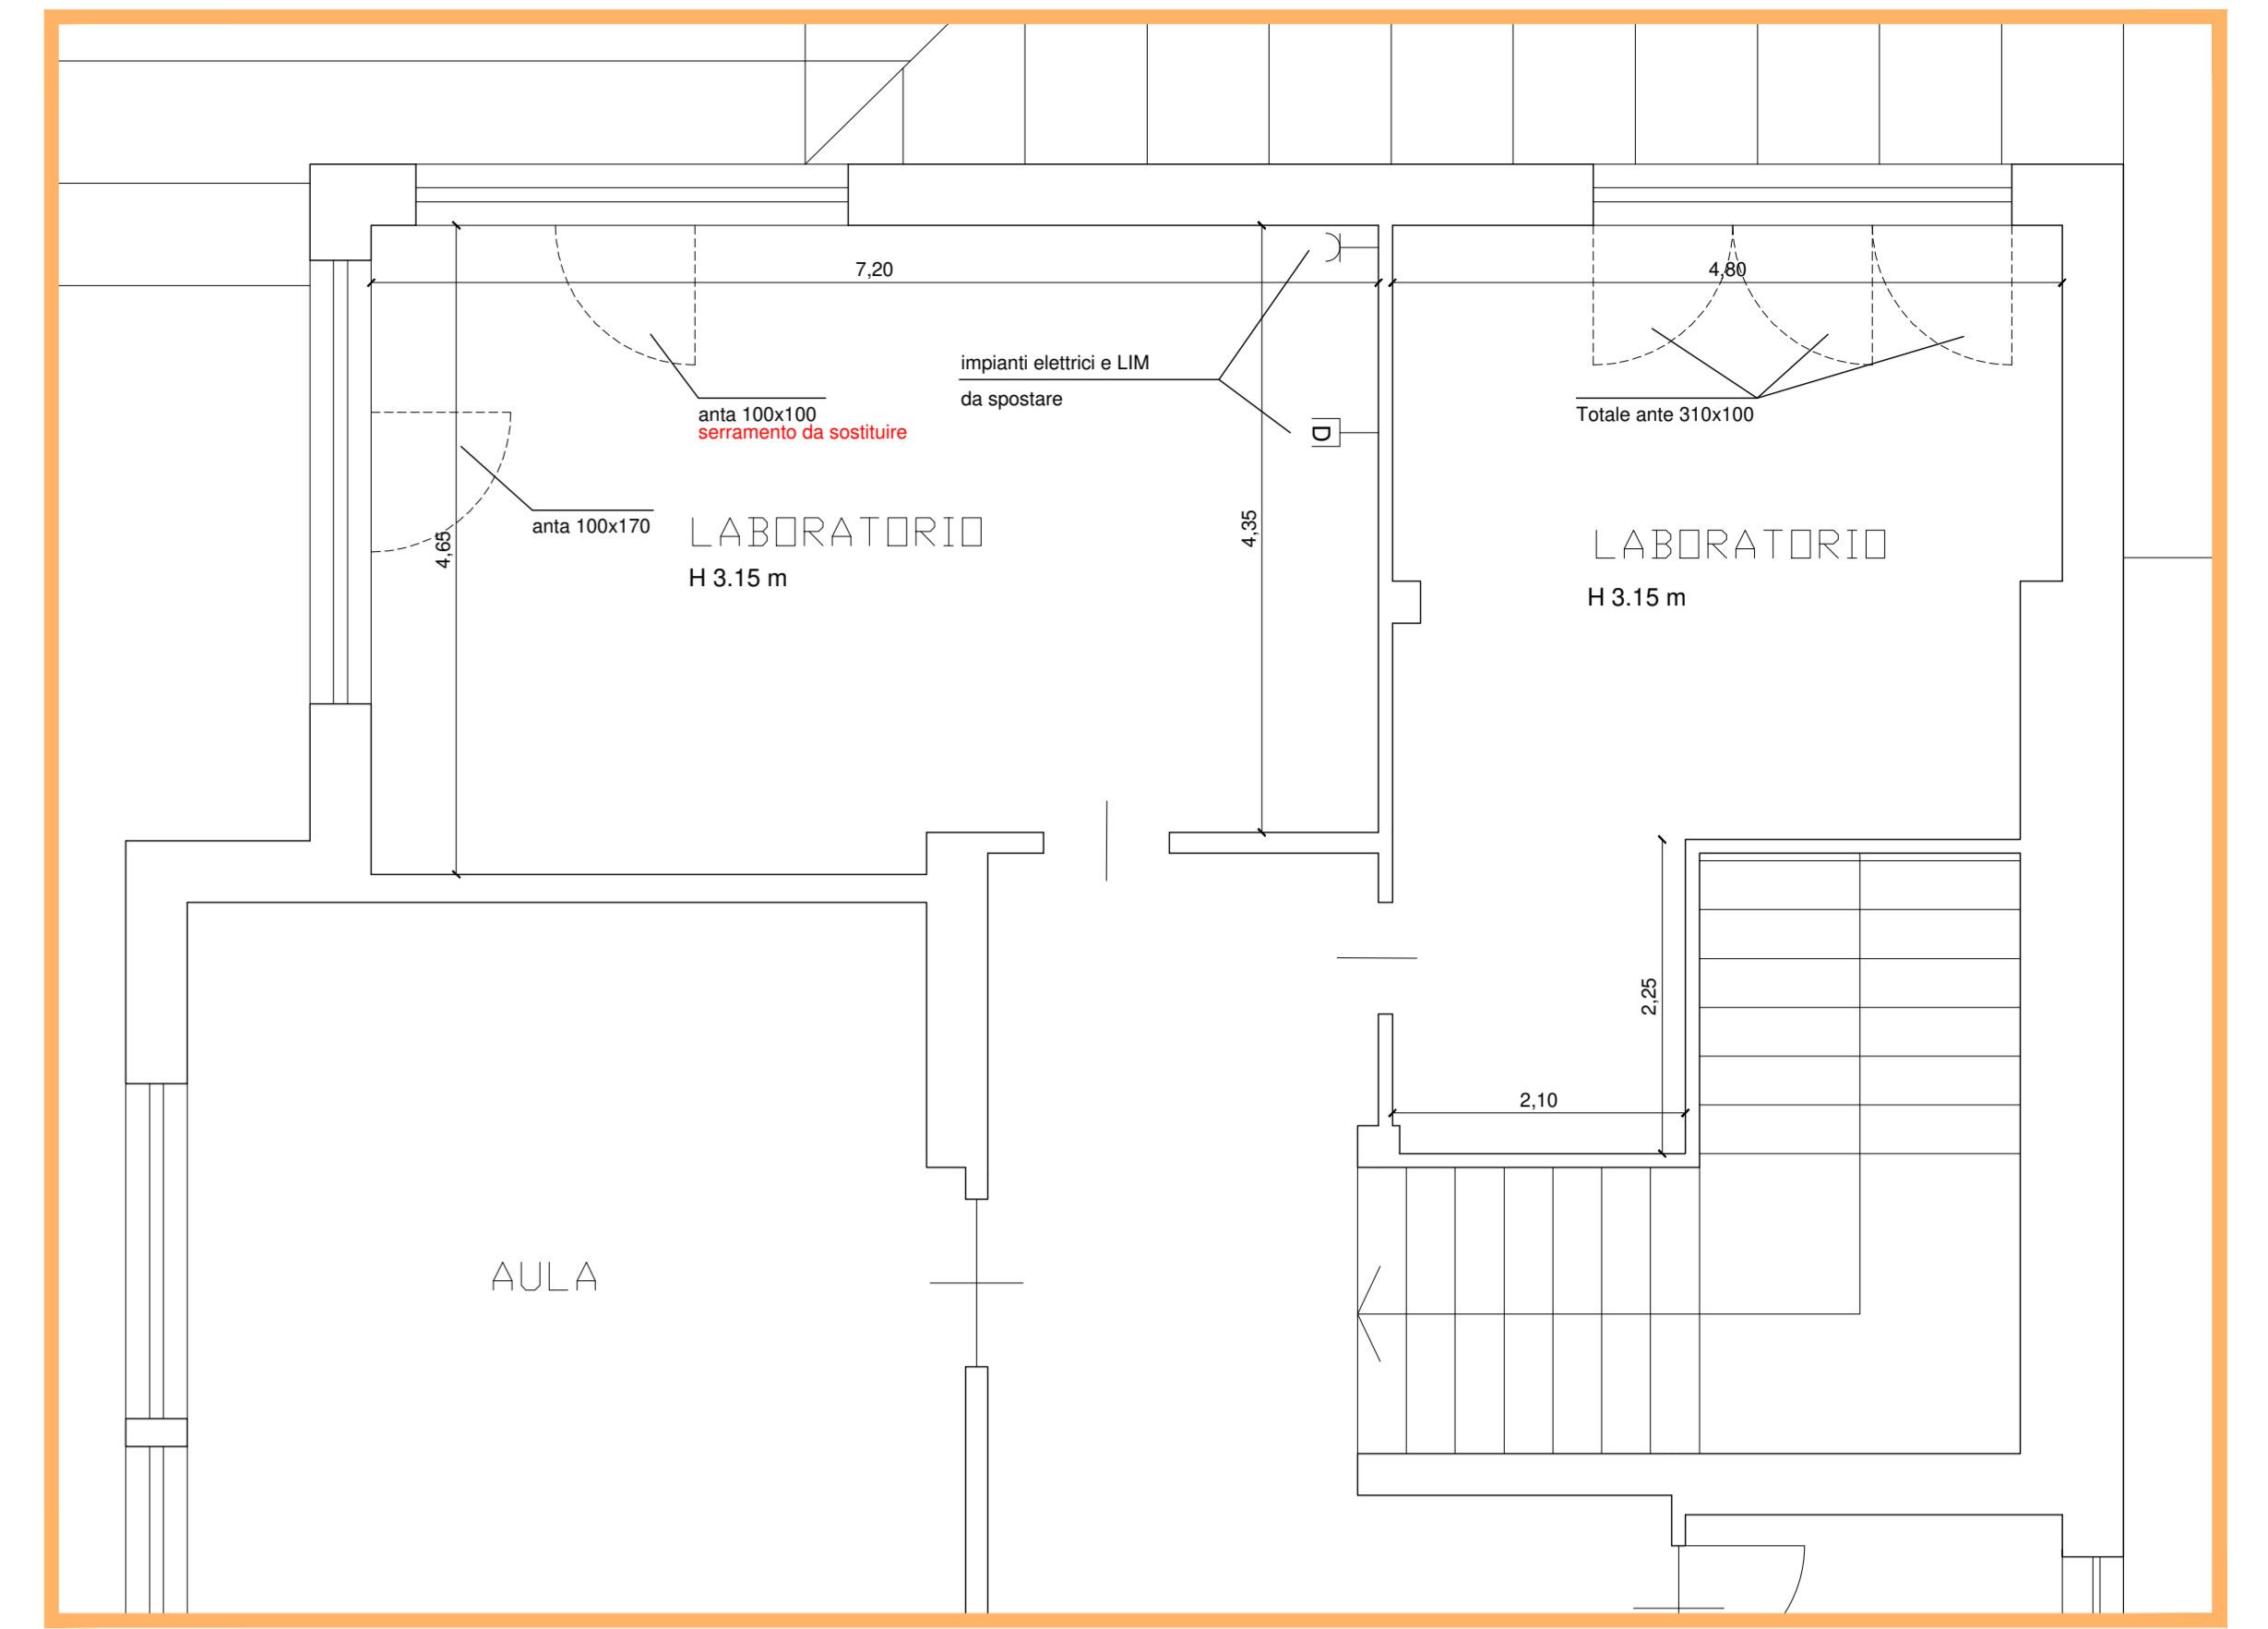 7,20
4,80
impianti elettrici e LIM
da spostare
anta 100x100
serramento da sostituire
Totale ante 310x100
D
anta 100x170
4,65
4,35
LABORATORIO
H 3.15 m
LABORATORIO
H 3.15 m
2,25
2,10
AULA